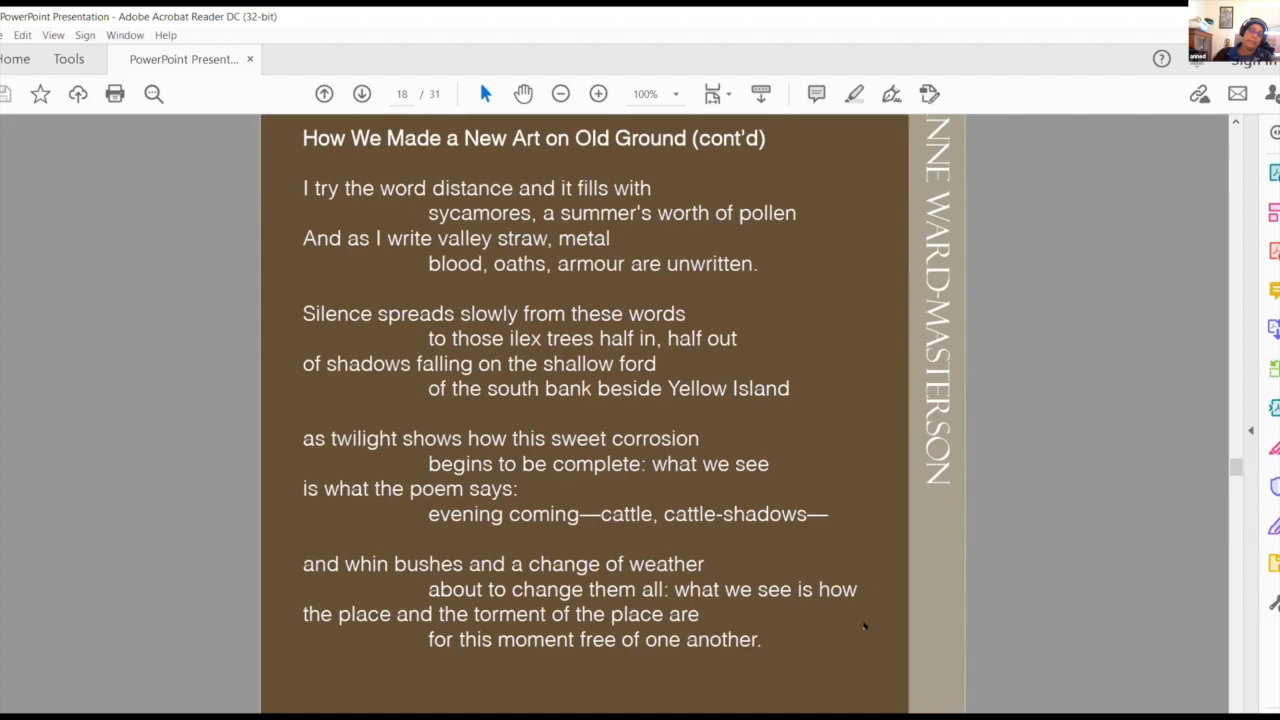 PowerPoint Presentation - Adobe Acrobat Reader DC (32-bit)
Edit View Sign Window Help
Home Tools PowerPoint Present... ×
18 / 31 100%
How We Made a New Art on Old Ground (cont'd)
I try the word distance and it fills with
sycamores, a summer's worth of pollen
And as I write valley straw, metal
blood, oaths, armour are unwritten.
Silence spreads slowly from these words
to those ilex trees half in, half out
of shadows falling on the shallow ford
of the south bank beside Yellow Island
as twilight shows how this sweet corrosion
begins to be complete: what we see
is what the poem says:
evening coming—cattle, cattle-shadows—
and whin bushes and a change of weather
about to change them all: what we see is how
the place and the torment of the place are
for this moment free of one another.
NNE WARD-MASTERSON
anned
Sign In